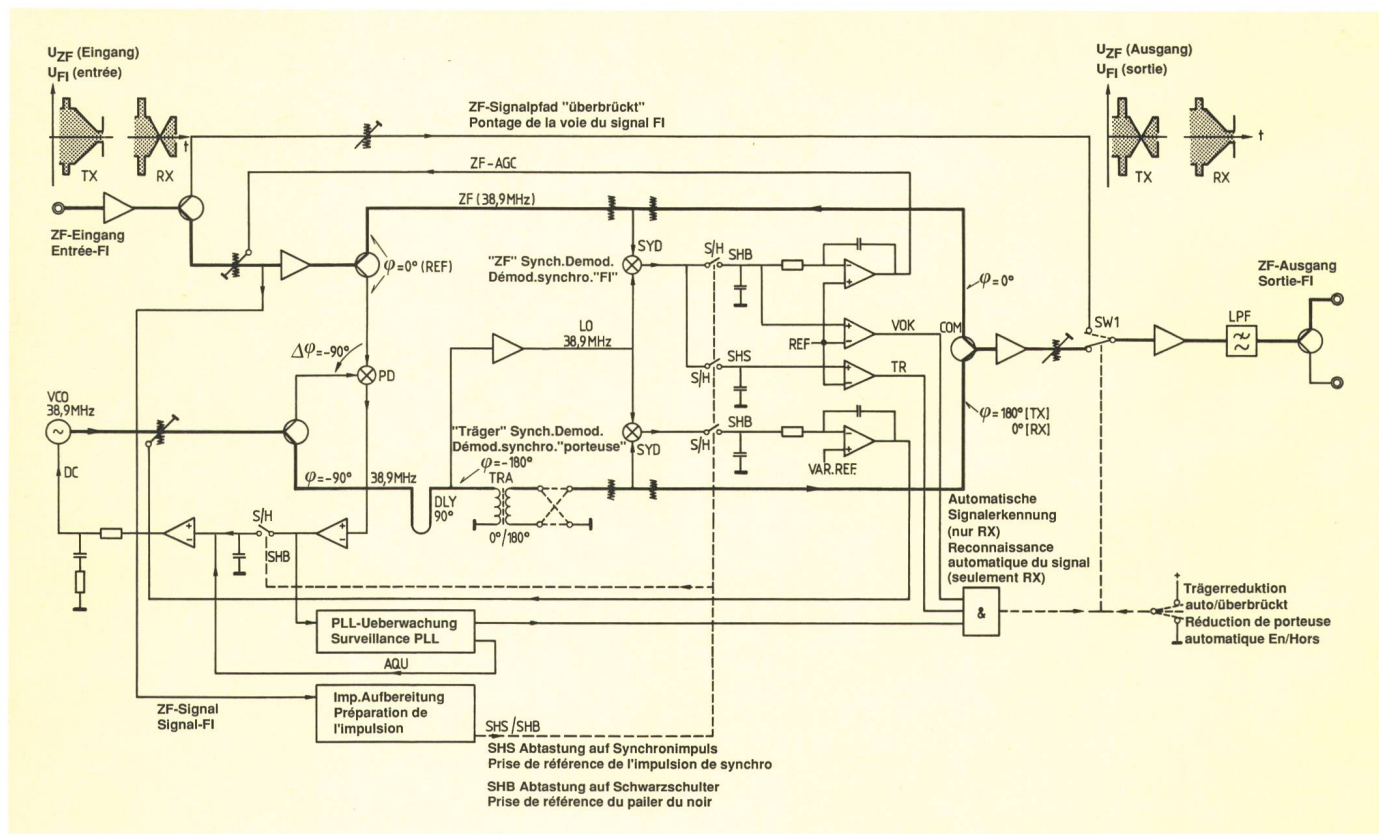 UZF (Eingang)
UFI (entrée)
t
TX
RX
ZF-Eingang
Entrée-FI
ZF-Signalpfad "überbrückt"
Pontage de la voie du signal FI
UZF (Ausgang)
UFI (sortie)
t
TX
RX
ZF-AGC
ZF (38,9MHz)
φ=0° (REF)
"ZF" Synch.Demod.
Démod.synchro."FI"
SYD
S/H
SHB
φ=0°
ZF-Ausgang
Sortie-FI
LO
38,9MHz
REF
VOK
COM
SW1
LPF
Δφ=-90°
PD
S/H
SHS
TR
VCO
38,9MHz
"Träger" Synch.Demod.
Démod.synchro."porteuse"
SYD
S/H
SHB
VAR.REF.
φ=180° [TX]
0° [RX]
DC
φ=-90°
38,9MHz
φ=-180°
DLY
90°
TRA
0°/180°
S/H
SHB
Automatische
Signalerkennung
(nur RX)
Reconnaissance
automatique du signal
(seulement RX)
&
+
Trägerreduktion
auto/überbrückt
Réduction de porteuse
automatique En/Hors
PLL-Ueberwachung
Surveillance PLL
AQU
Imp.Aufbereitung
Préparation de
l'impulsion
ZF-Signal
Signal-FI
SHS/SHB
SHS Abtastung auf Synchronimpuls
Prise de référence de l'impulsion de synchro
SHB Abtastung auf Schwarzschulter
Prise de référence du pailer du noir